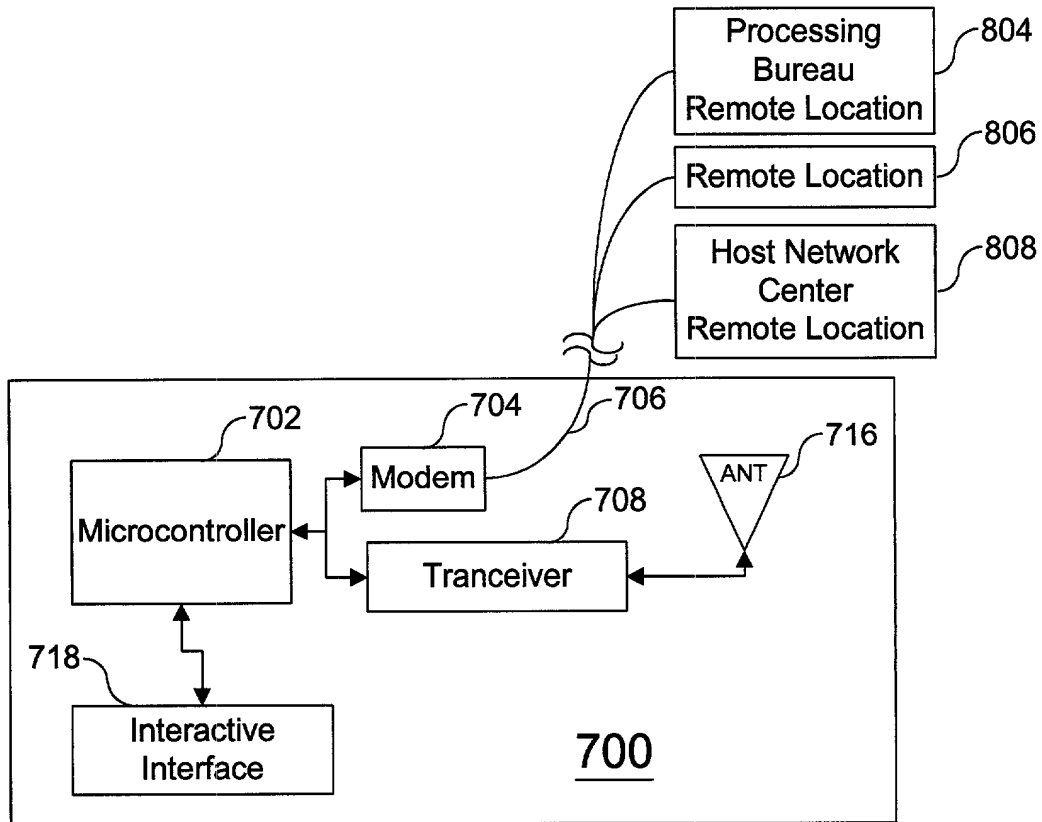 Processing
Bureau
Remote Location
804
Remote Location
806
Host Network
Center
Remote Location
808
702
704
706
716
Microcontroller
Modem
ANT
708
Tranceiver
718
Interactive
Interface
700